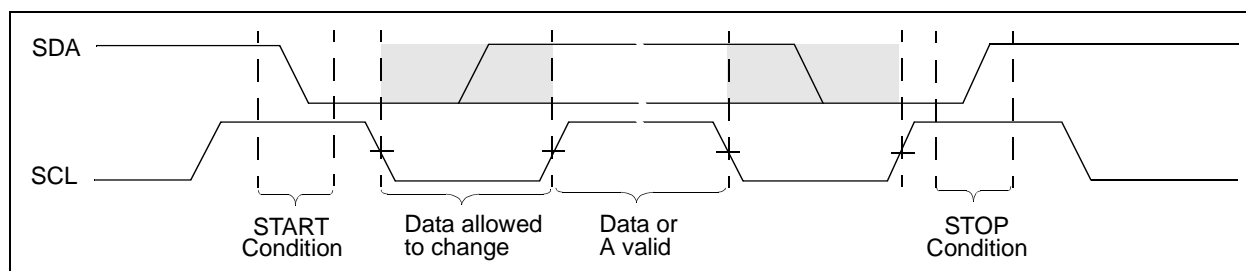 SDA
SCL
START
Condition
Data allowed
to change
Data or
A valid
STOP
Condition